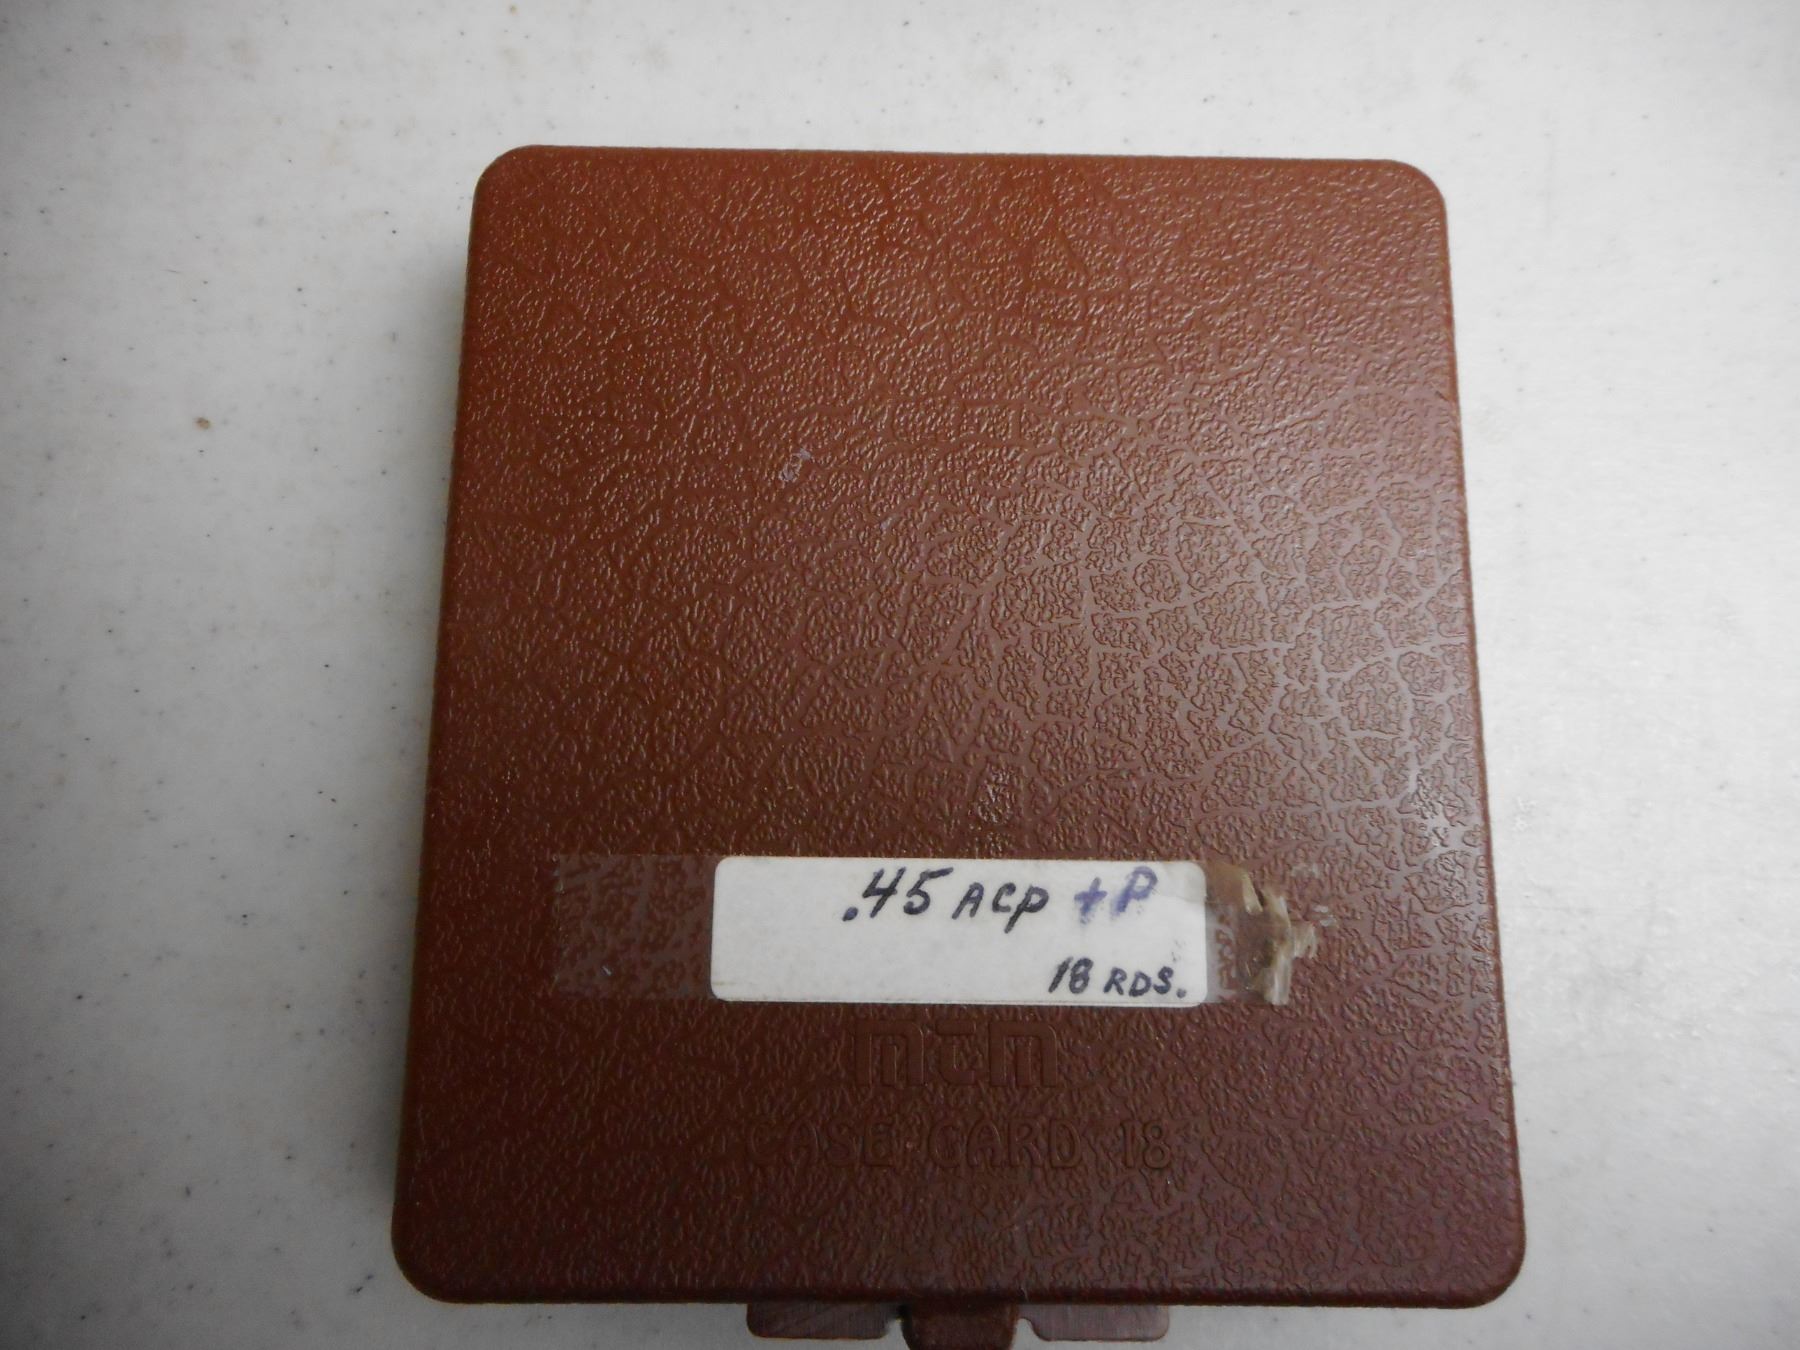 .45 ACP +P
18 RDS.
MTM
CASE-GARD 18